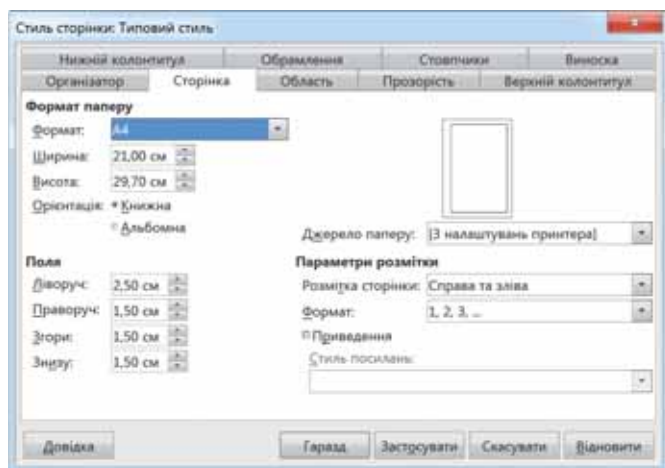 Стиль сторінки: Типовий стиль
Нижній колонтитул Обрамлення Стовпчики Виноска
Організатор Сторінка Область Прозорість Верхній колонтитул
Формат паперу
Формат: A4
Ширина: 21,00 см
Висота: 29,70 см
Орієнтація: Книжна
Альбомна
Джерело паперу: [З налаштувань принтера]
Поля
Параметри розмітки
Ліворуч: 2,50 см
Розмітка сторінки: Справа та зліва
Праворуч: 1,50 см
Формат: 1, 2, 3, ...
Згори: 1,50 см
Приведення
Знизу: 1,50 см
Стиль посилань:
Довідка Гаразд Застосувати Скасувати Відновити